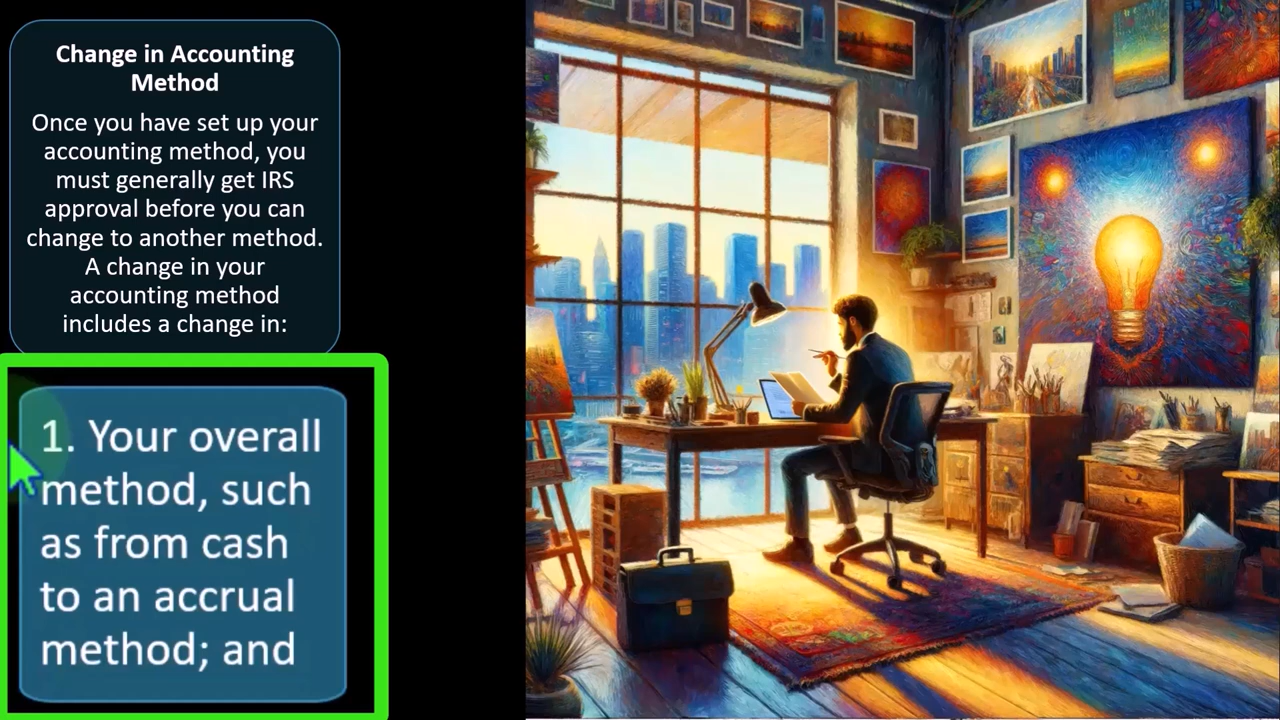 Change in Accounting
Method
Once you have set up your
accounting method, you
must generally get IRS
approval before you can
change to another method.
A change in your
accounting method
includes a change in:
1. Your overall
method, such
as from cash
to an accrual
method; and